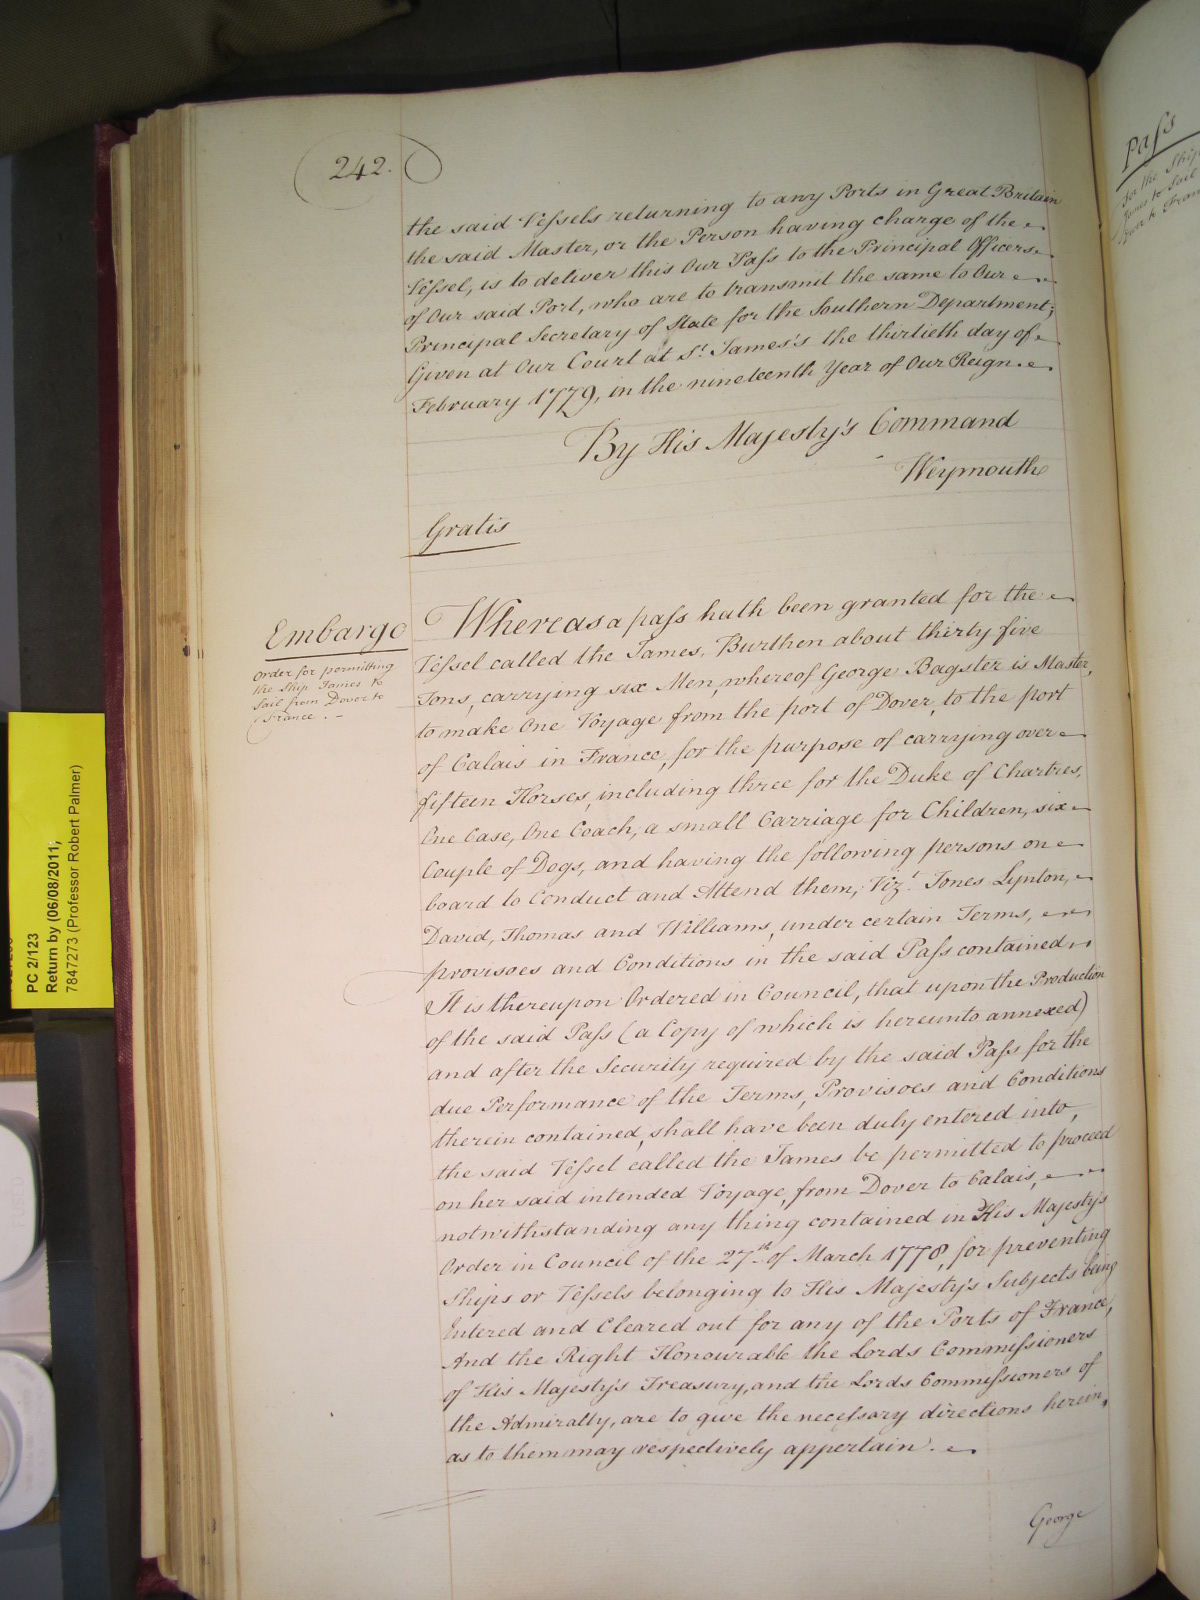 242.
the said Vessels returning to any Ports in Great Britain
the said Master, or the Person having charge of the
Vessel, is to deliver this Our Pass to the Principal Officers
of Our said Port, who are to transmit the same to Our
Principal Secretary of State for the Southern Department;
Given at Our Court at St. James's the thirtieth day of
February 1779, in the nineteenth Year of Our Reign.
By His Majesty's Command
Weymouth
Gratis
Embargo
Order for permitting
the Ship James to
Sail from Dover to
France. -
Whereas a pass hath been granted for the
Vessel called the James, Burthen about thirty five
Tons, carrying six Men, whereof George Bagster is Master,
to make One Voyage from the port of Dover, to the port
of Calais in France, for the purpose of carrying over
fifteen Horses, including three for the Duke of Chartres,
One Case, One Coach, a small Carriage for Children, six
Couple of Dogs, and having the following persons on
board to Conduct and Attend them, Vizt. Jones Lynton,
David, Thomas and Williams, under certain Terms,
provisoes and Conditions in the said Pass contained
It is thereupon Ordered in Council, that upon the Production
of the said Pass (a Copy of which is hereunto annexed)
and after the Security required by the said Pass for the
due Performance of the Terms, Provisoes and Conditions
therein contained, shall have been duly entered into,
the said Vessel called the James be permitted to proceed
on her said intended Voyage, from Dover to Calais,
notwithstanding any thing contained in His Majesty's
Order in Council of the 27th of March 1778, for preventing
Ships or Vessels belonging to His Majesty's Subjects being
Entered and Cleared out for any of the Ports of France,
And the Right Honourable the Lords Commissioners
of His Majesty's Treasury, and the Lords Commissioners of
the Admiralty, are to give the necessary directions herein,
as to them may respectively appertain.
George
Pass
for the Ship
James to Sail
PC 2/123
Return by (06/08/2011;
7847273 (Professor Robert Palmer)